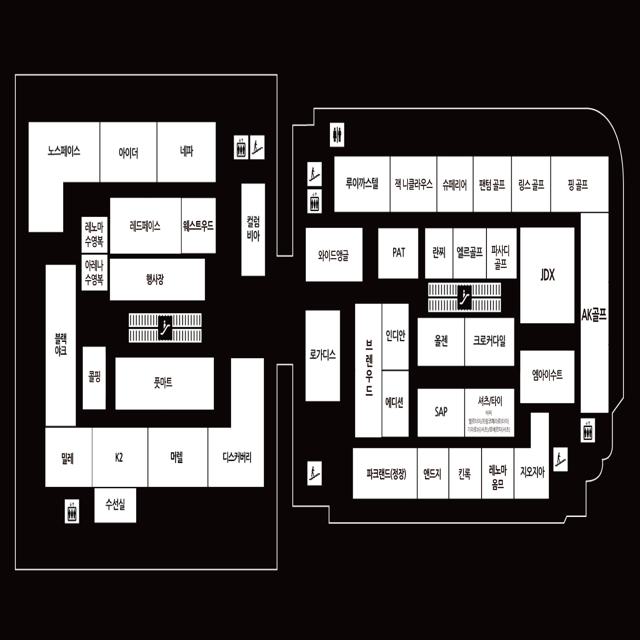 노스페이스
아이더
네파
레노마
수영복
레드페이스
웨스트우드
컬럼
비아
아레나
수영복
행사장
블랙
야크
콜핑
풋마트
밀레
K2
머렐
디스커버리
수선실
루이까스텔
잭 니클라우스
슈페리어
팬텀 골프
링스 골프
핑 골프
와이드앵글
PAT
란찌
엘르골프
파사디
골프
JDX
AK골프
로가디스
브렌우드
인디안
에디션
올젠
크로커다일
엠아이수트
SAP
셔츠/타이
파크랜드(정장)
앤드지
킨록
레노마
옴므
지오지아